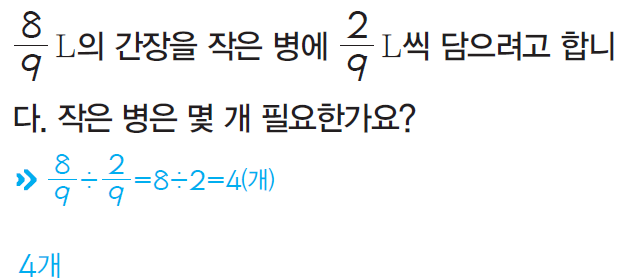 8/9 L의 간장을 작은 병에 2/9 L씩 담으려고 합니
다. 작은 병은 몇 개 필요한가요?
» 8/9÷2/9=8÷2=4(개)
4개